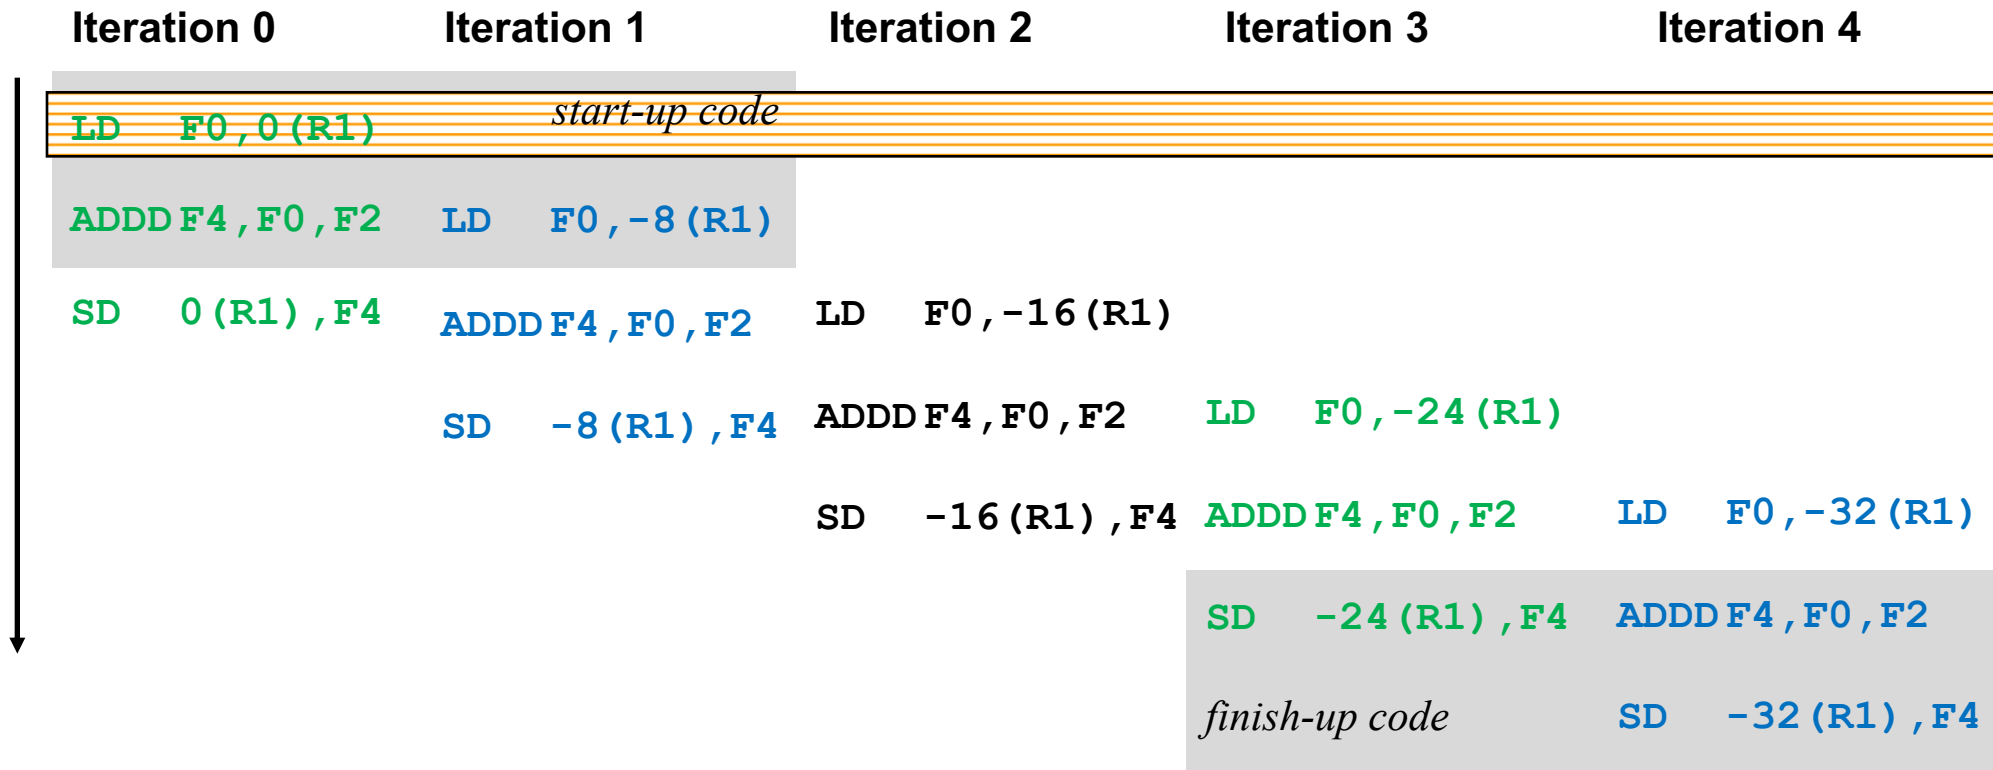 Iteration 0 Iteration 1 Iteration 2 Iteration 3 Iteration 4
start-up code
LD F0,0(R1)
ADDD F4,F0,F2 LD F0,-8(R1)
SD 0(R1),F4 ADDD F4,F0,F2 LD F0,-16(R1)
SD -8(R1),F4 ADDD F4,F0,F2 LD F0,-24(R1)
SD -16(R1),F4 ADDD F4,F0,F2 LD F0,-32(R1)
SD -24(R1),F4 ADDD F4,F0,F2
finish-up code SD -32(R1),F4